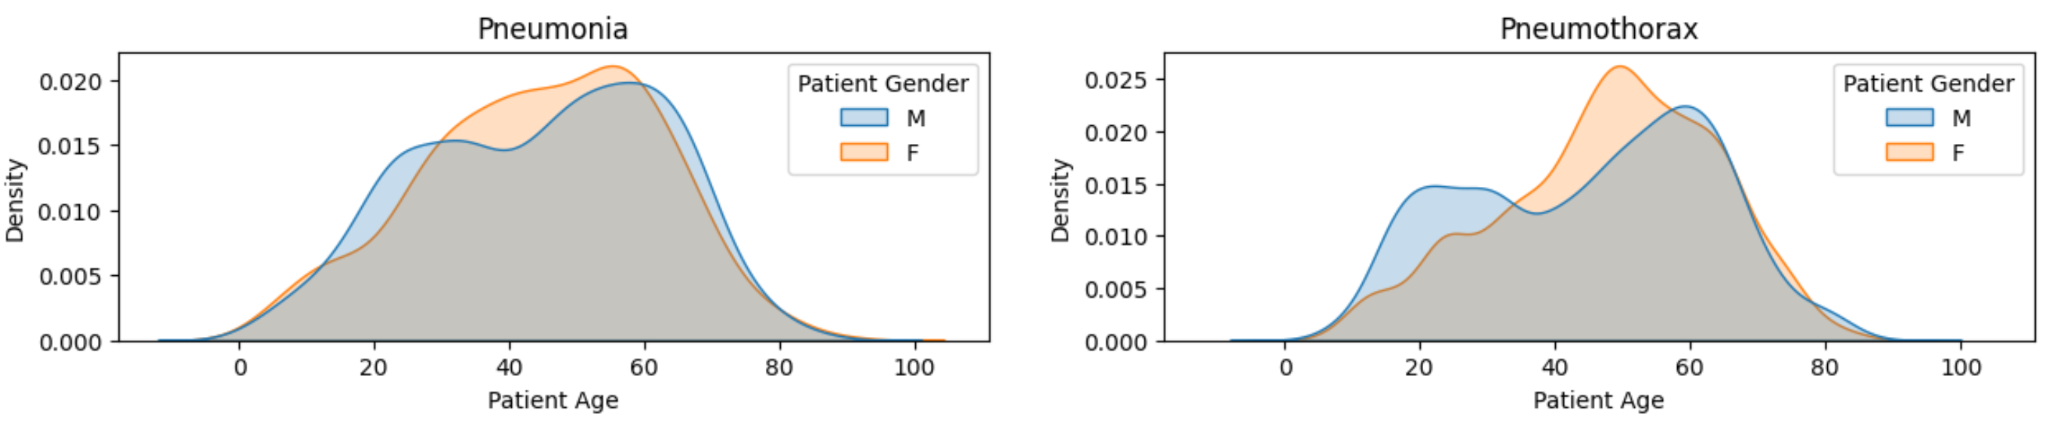 Pneumonia
Density
0.020
0.015
0.010
0.005
0.000
0 20 40 60 80 100
Patient Age
Patient Gender
M
F
Pneumothorax
Density
0.025
0.020
0.015
0.010
0.005
0.000
0 20 40 60 80 100
Patient Age
Patient Gender
M
F